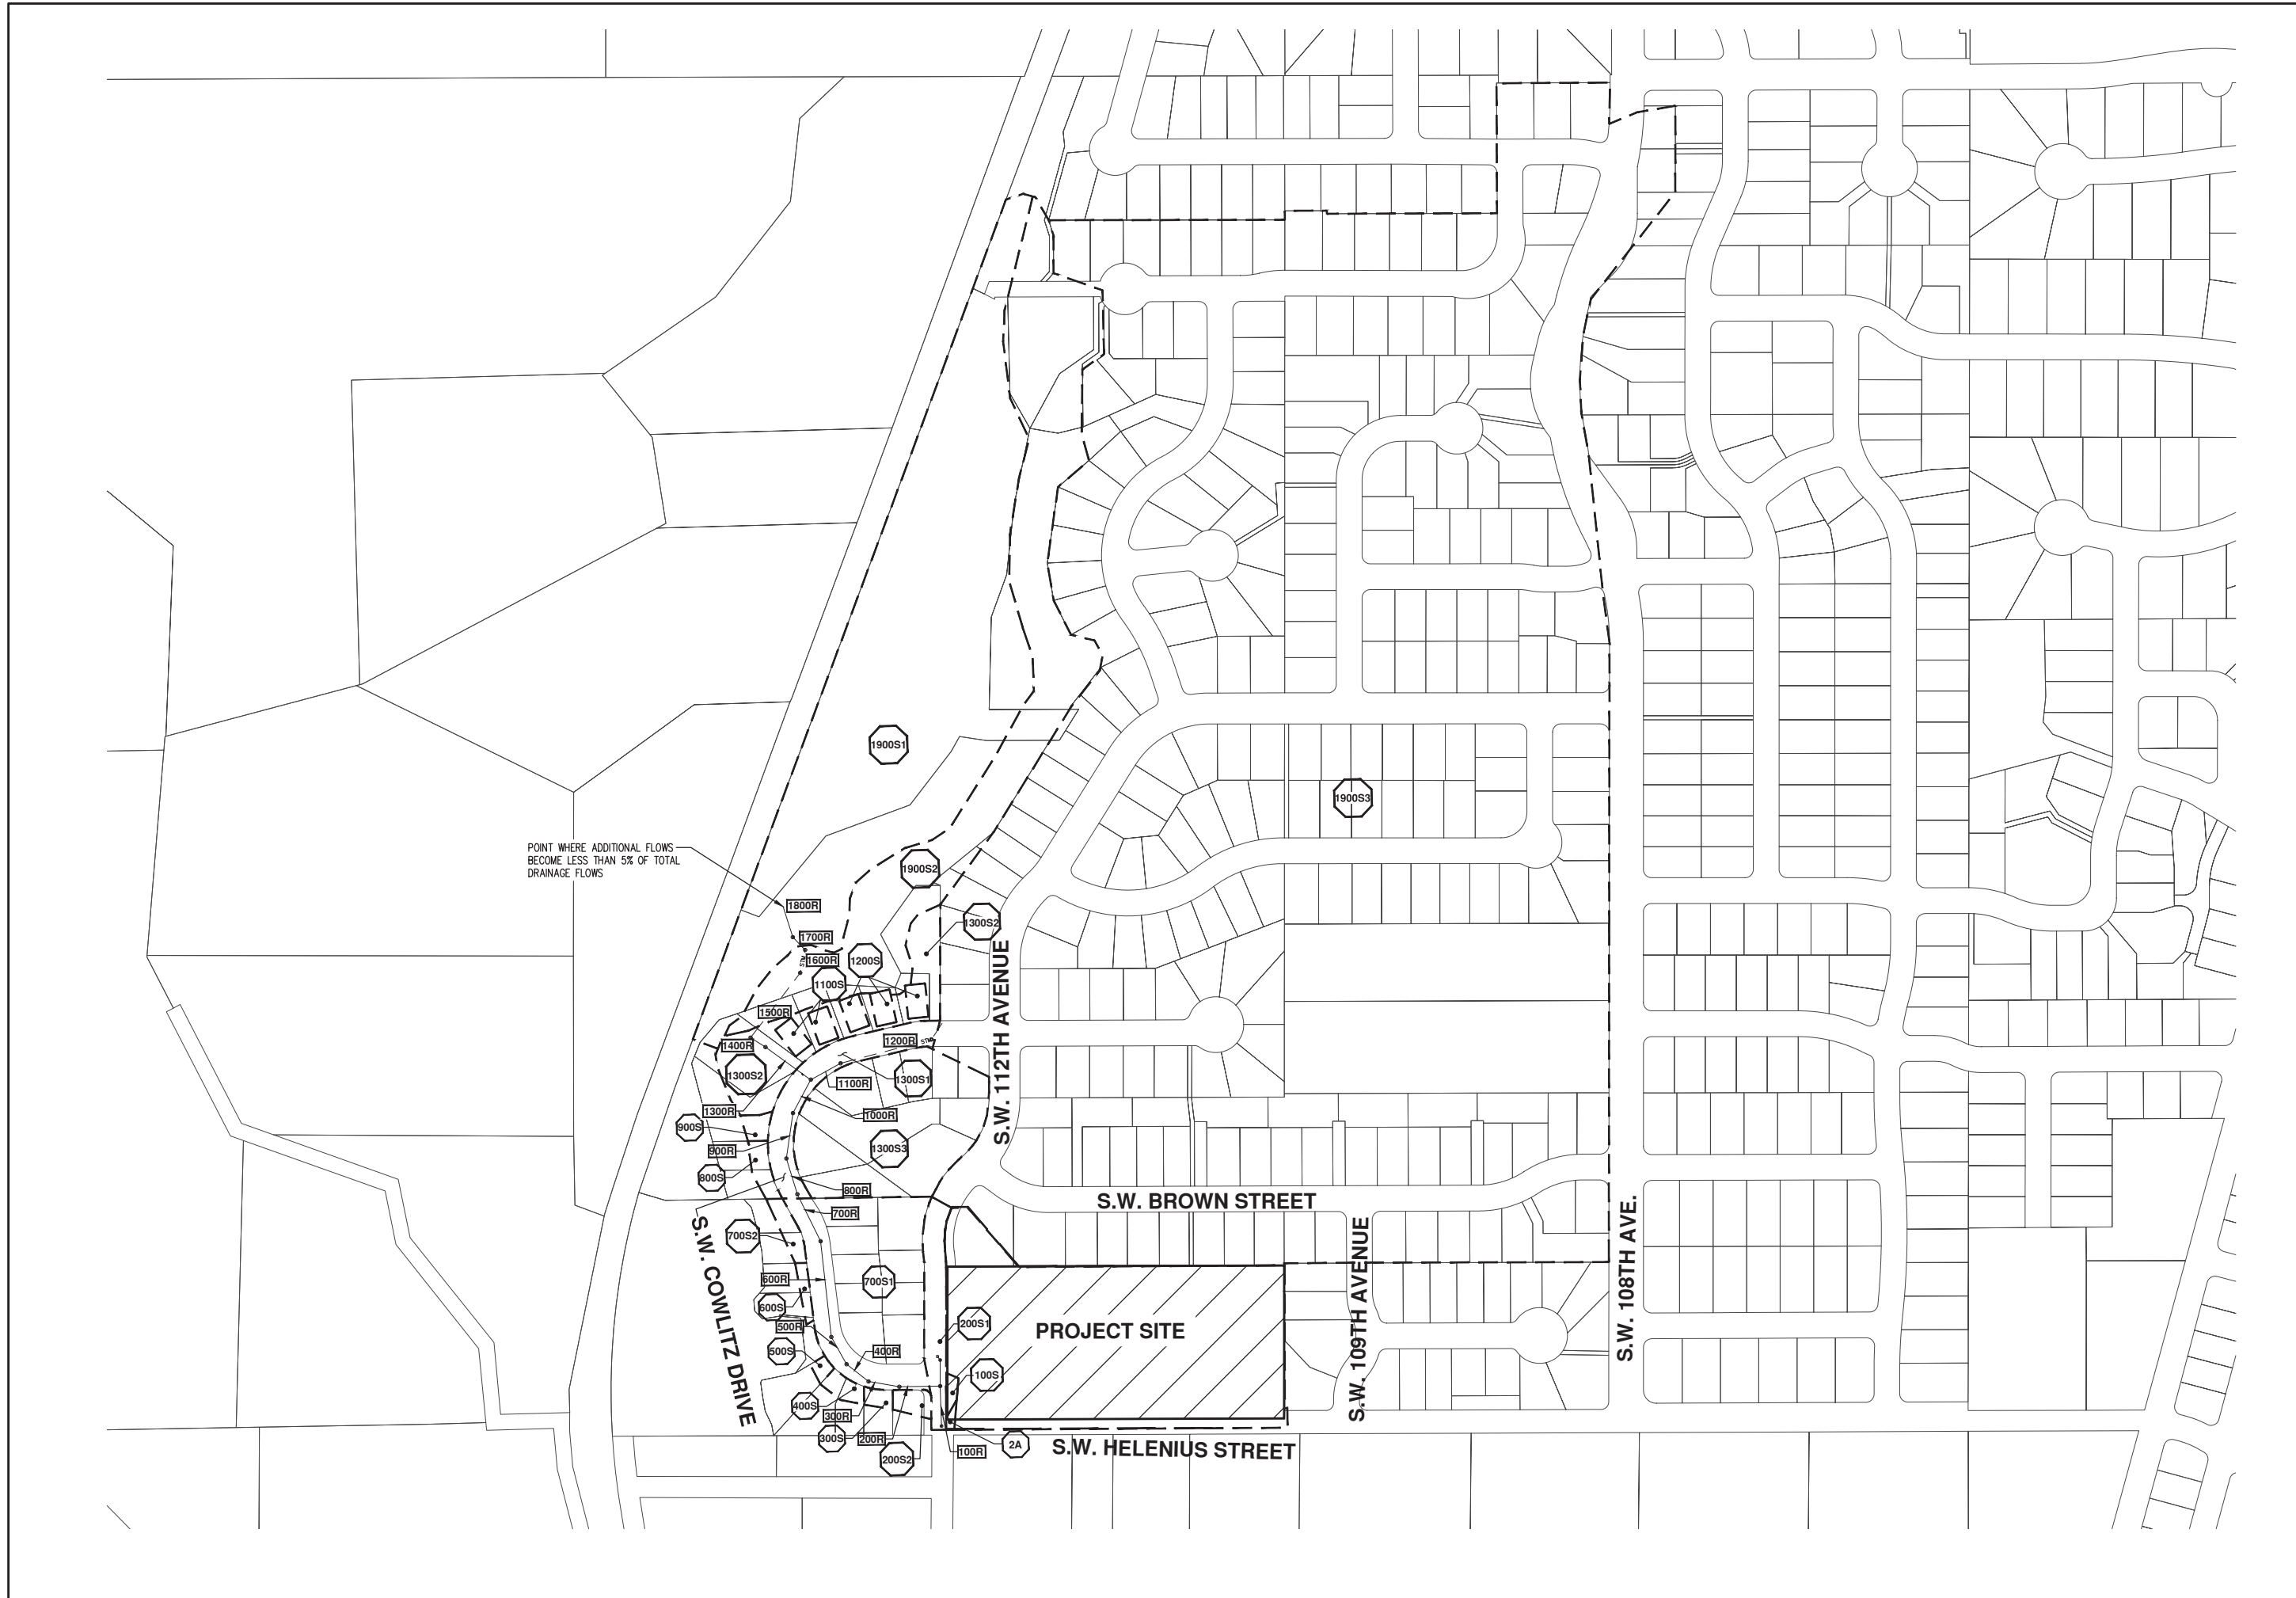 1900S1
1900S3
POINT WHERE ADDITIONAL FLOWS
BECOME LESS THAN 5% OF TOTAL
DRAINAGE FLOWS
1900S2
1800R
1300S2
1700R
1600R
1200S
STM
1100S
S.W. 112TH AVENUE
1500R
1200R
STM
1400R
1300S2
1300S1
1100R
1300R
1000R
900S
900R
1300S3
800S
800R
S.W. BROWN STREET
700R
S.W. COWLITZ DRIVE
700S2
S.W. 109TH AVENUE
S.W. 108TH AVE.
600R
700S1
600S
500R
200S1
PROJECT SITE
500S
400R
100S
400S
300R
300S
200R
200S2
100R
2A
S.W. HELENIUS STREET